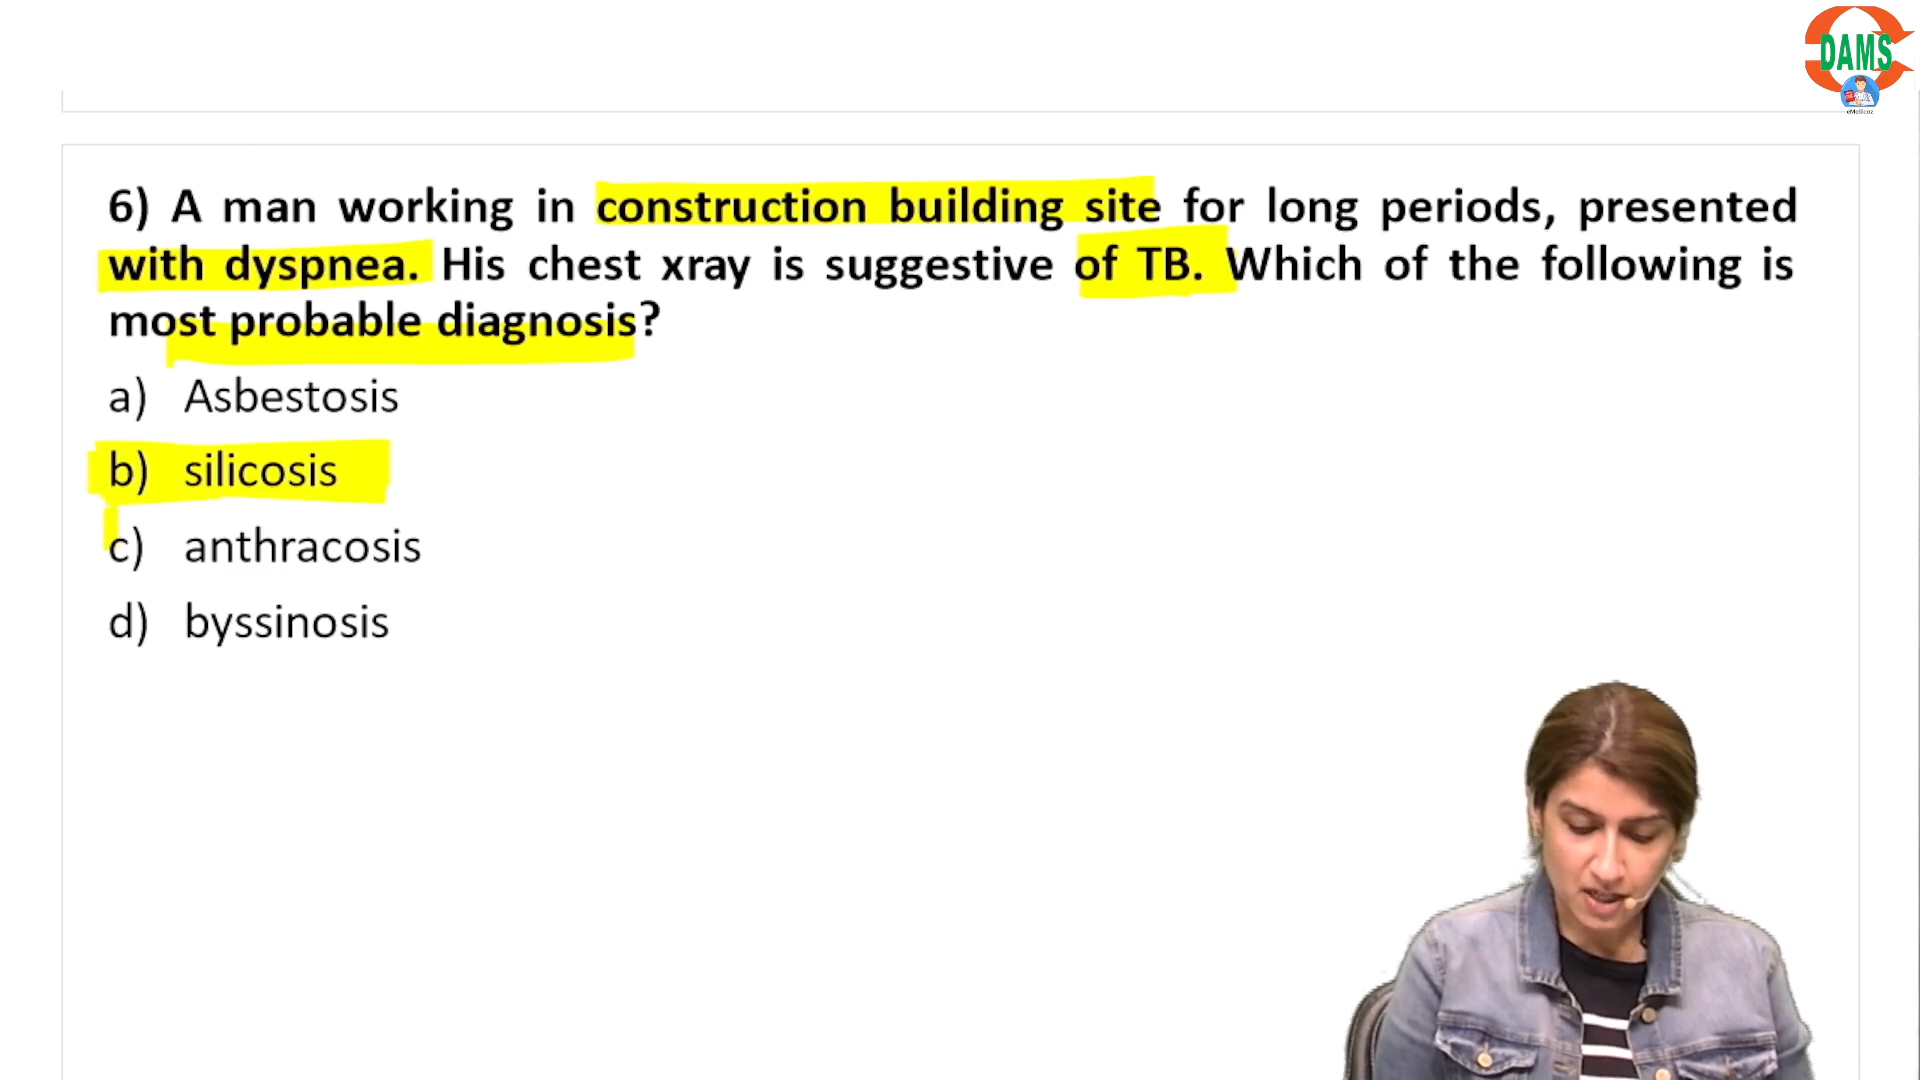 DAMS
eMedicoz
6) A man working in construction building site for long periods, presented
with dyspnea. His chest xray is suggestive of TB. Which of the following is
most probable diagnosis?
a) Asbestosis
b) silicosis
c) anthracosis
d) byssinosis